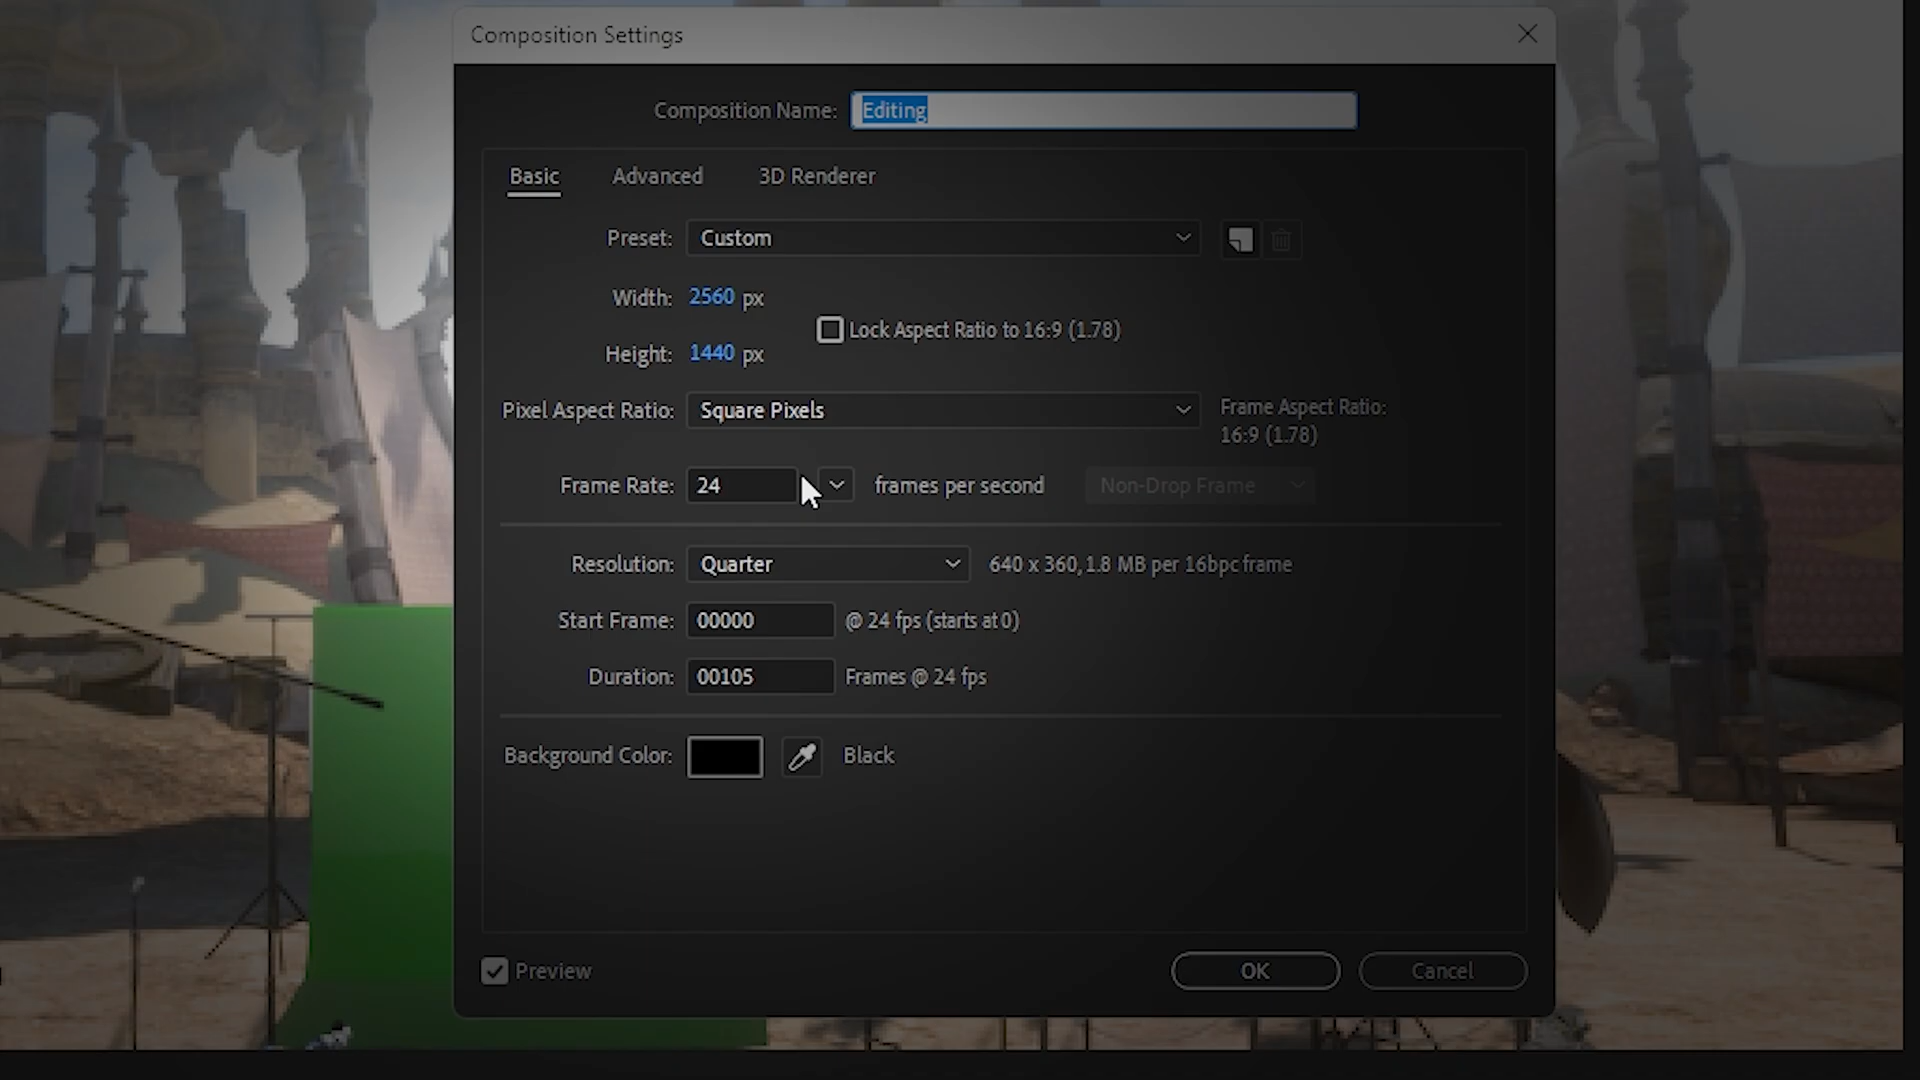 Composition Settings
Composition Name: Editing
Basic Advanced 3D Renderer
Preset: Custom
Width: 2560 px
Lock Aspect Ratio to 16:9 (1.78)
Height: 1440 px
Pixel Aspect Ratio: Square Pixels
Frame Aspect Ratio:
16:9 (1.78)
Frame Rate: 24 frames per second Non-Drop Frame
Resolution: Quarter 640 x 360, 1.8 MB per 16bpc frame
Start Frame: 00000 @ 24 fps (starts at 0)
Duration: 00105 Frames @ 24 fps
Background Color: Black
Preview OK Cancel